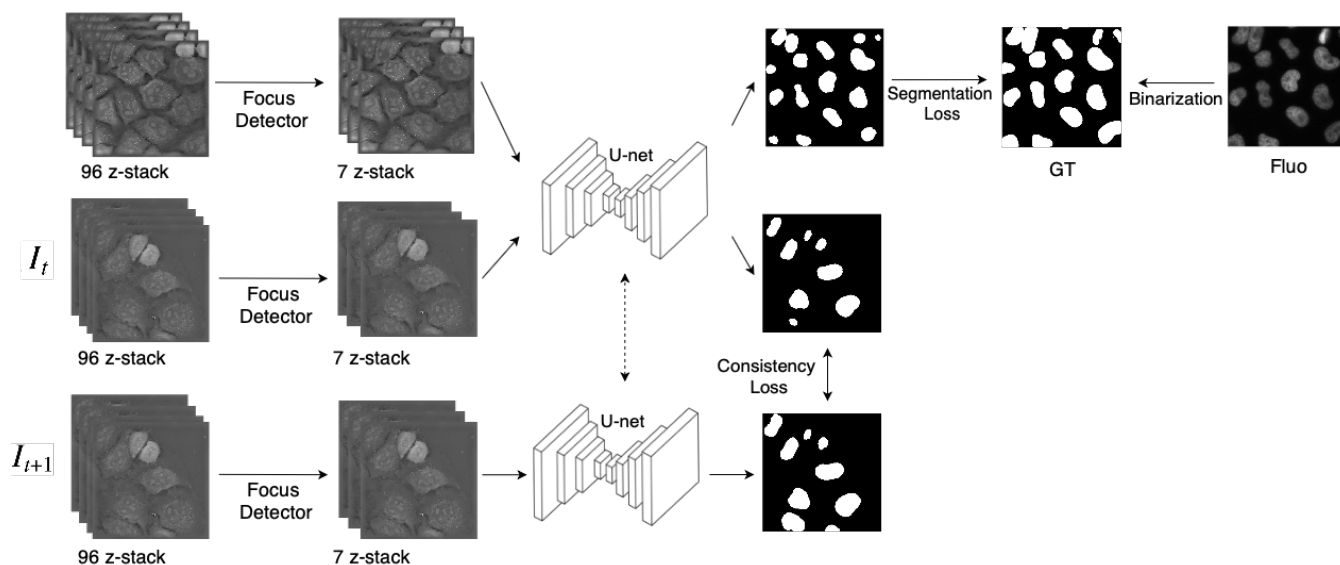 Focus
Detector
96 z-stack
7 z-stack
U-net
Segmentation
Loss
GT
Binarization
Fluo
I_t
Focus
Detector
96 z-stack
7 z-stack
Consistency
Loss
I_{t+1}
Focus
Detector
96 z-stack
7 z-stack
U-net